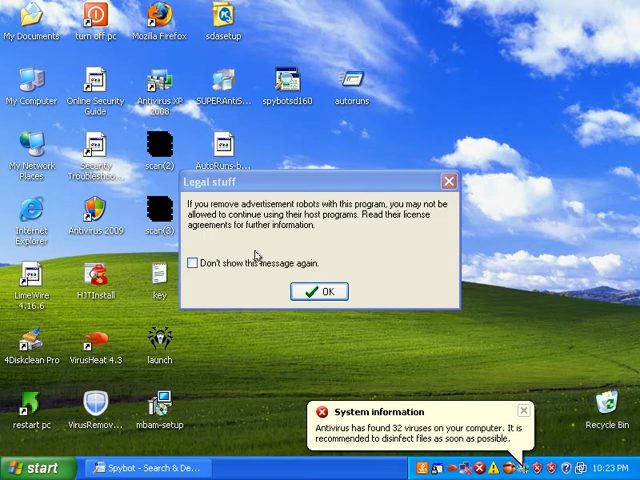 My Documents
turn off pc
Mozilla Firefox
sdasetup
My Computer
Online Security
Guide
Antivirus XP
2008
SUPERAntiS...
spybotsd160
autoruns
My Network
Places
Security
Troubleshoo...
scan(2)
AutoRuns-b...
Legal stuff
If you remove advertisement robots with this program, you may not be
allowed to continue using their host programs. Read their license
agreements for further information.
Don't show this message again.
OK
Internet
Explorer
Antivirus 2009
scan(3)
LimeWire
4.16.6
HJTInstall
key
4Diskclean Pro
VirusHeat 4.3
launch
restart pc
VirusRemov...
mbam-setup
System information
Antivirus has found 32 viruses on your computer. It is
recommended to disinfect files as soon as possible.
Recycle Bin
start
Spybot - Search & De...
10:23 PM